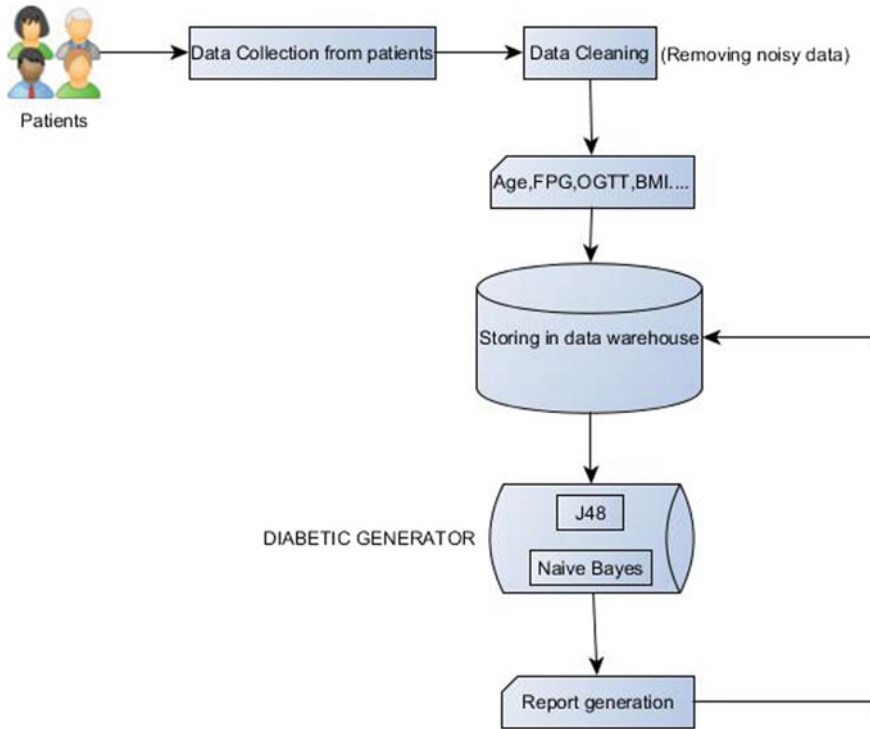 Patients
Data Collection from patients
Data Cleaning
(Removing noisy data)
Age,FPG,OGTT,BMI....
Storing in data warehouse
DIABETIC GENERATOR
J48
Naive Bayes
Report generation